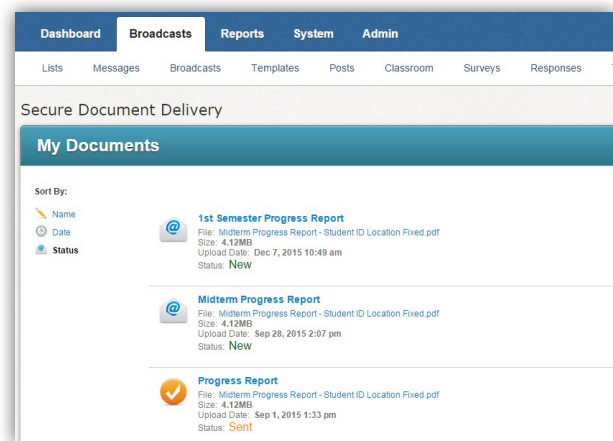 Dashboard Broadcasts Reports System Admin
Lists Messages Broadcasts Templates Posts Classroom Surveys Responses
Secure Document Delivery
My Documents
Sort By:
Name
Date
Status
1st Semester Progress Report
File: Midterm Progress Report - Student ID Location Fixed.pdf
Size: 4.12MB
Upload Date: Dec 7, 2015 10:49 am
Status: New
Midterm Progress Report
File: Midterm Progress Report - Student ID Location Fixed.pdf
Size: 4.12MB
Upload Date: Sep 28, 2015 2:07 pm
Status: New
Progress Report
File: Midterm Progress Report - Student ID Location Fixed.pdf
Size: 4.12MB
Upload Date: Sep 1, 2015 1:33 pm
Status: Sent